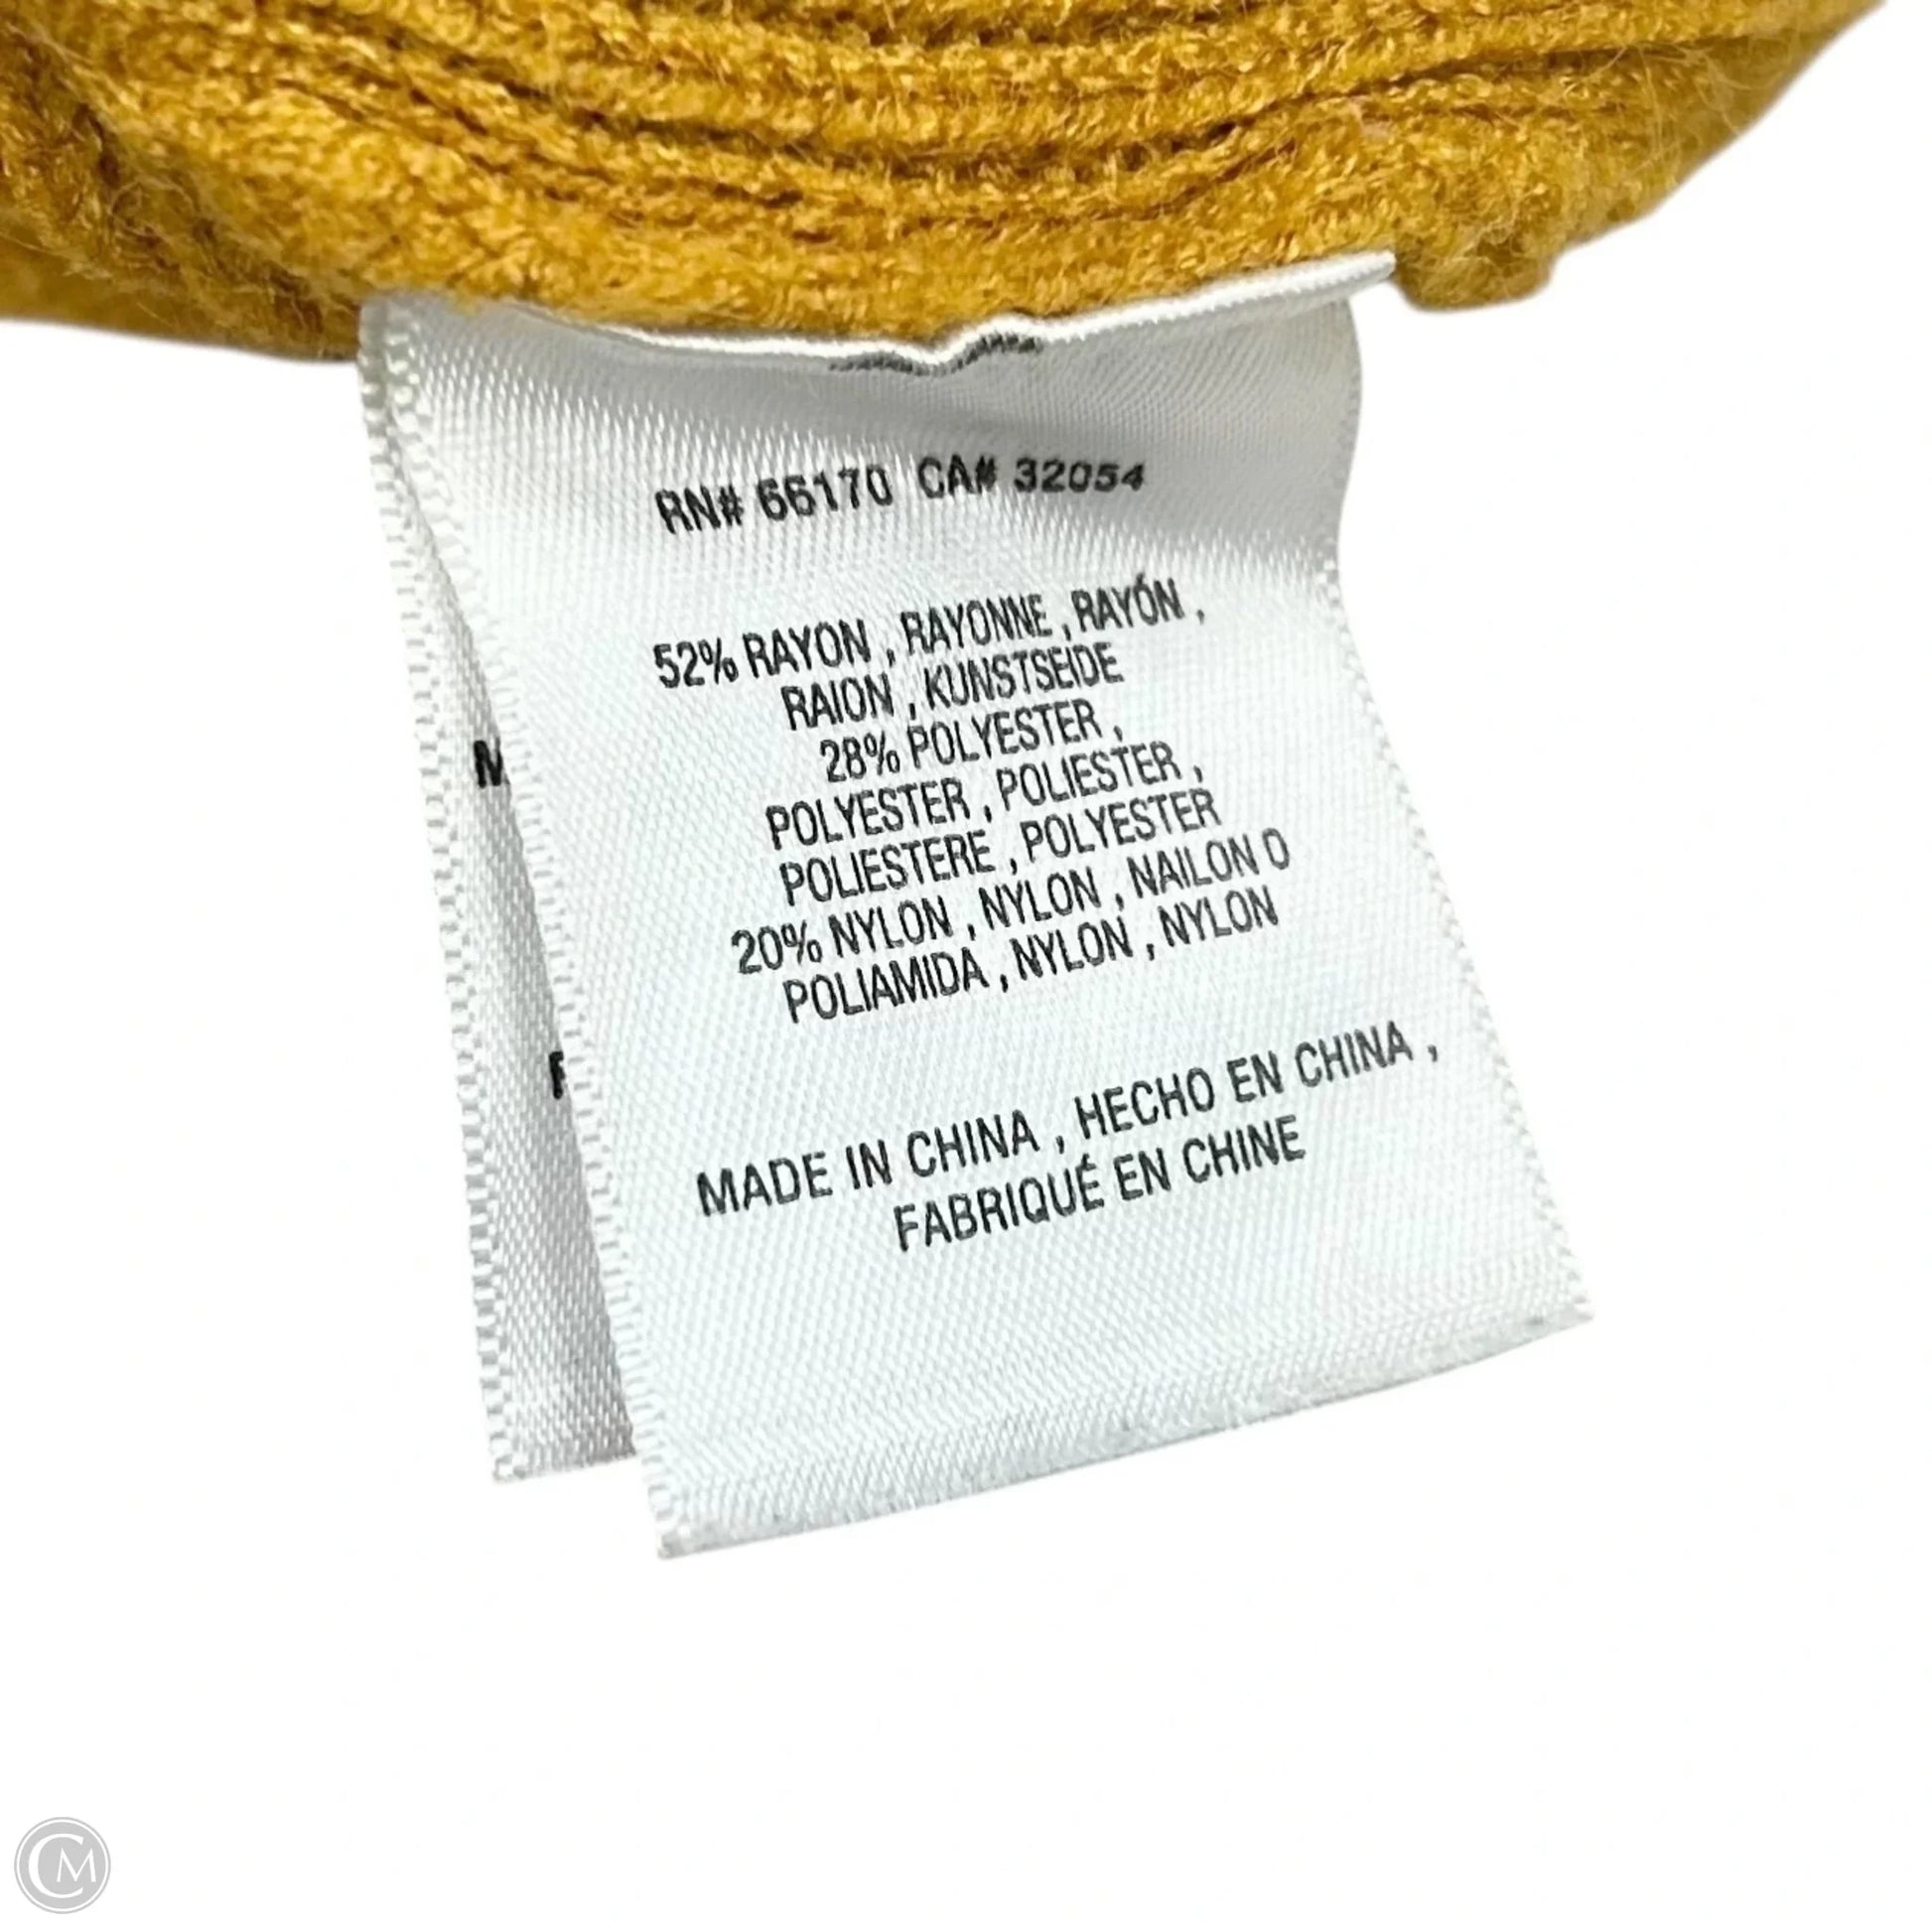 RN# 66170 CA# 32054
52% RAYON , RAYONNE , RAYÓN ,
RAION , KUNSTSEIDE
28% POLYESTER ,
POLYESTER , POLIESTER ,
POLIESTERE , POLYESTER
20% NYLON , NYLON , NAILON O
POLIAMIDA , NYLON , NYLON
MADE IN CHINA , HECHO EN CHINA ,
FABRIQUÉ EN CHINE
M
CM